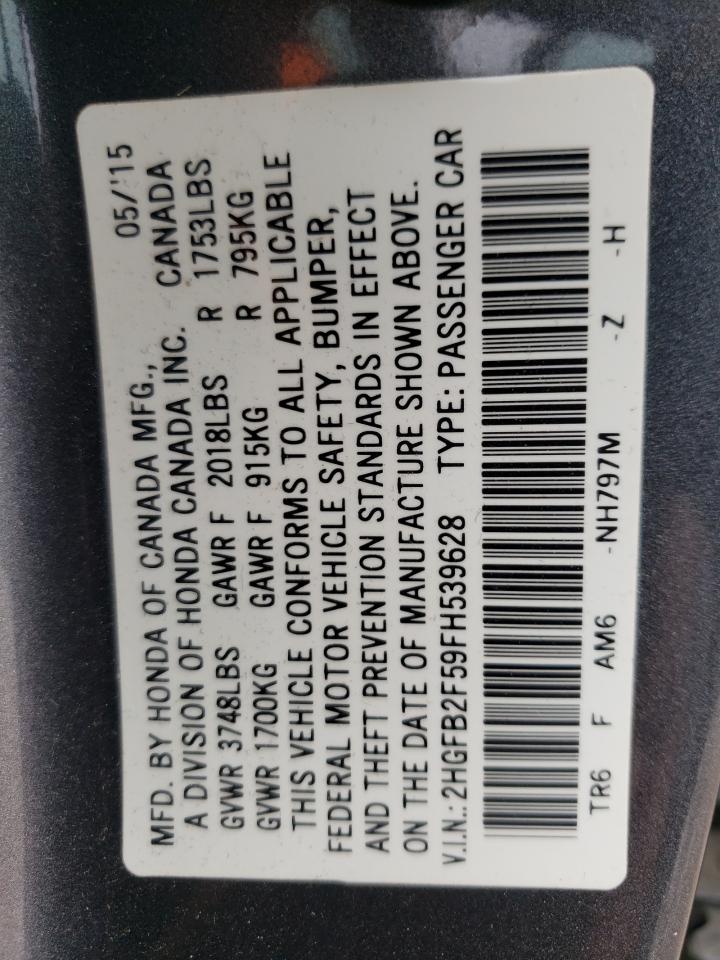 MFD. BY HONDA OF CANADA MFG., 05/'15
A DIVISION OF HONDA CANADA INC. CANADA
GVWR 3748LBS GAWR F 2018LBS R 1753LBS
GVWR 1700KG GAWR F 915KG R 795KG
THIS VEHICLE CONFORMS TO ALL APPLICABLE
FEDERAL MOTOR VEHICLE SAFETY, BUMPER,
AND THEFT PREVENTION STANDARDS IN EFFECT
ON THE DATE OF MANUFACTURE SHOWN ABOVE.
V.I.N.: 2HGFB2F59FH539628 TYPE: PASSENGER CAR
TR6 F AM6 -NH797M -Z -H